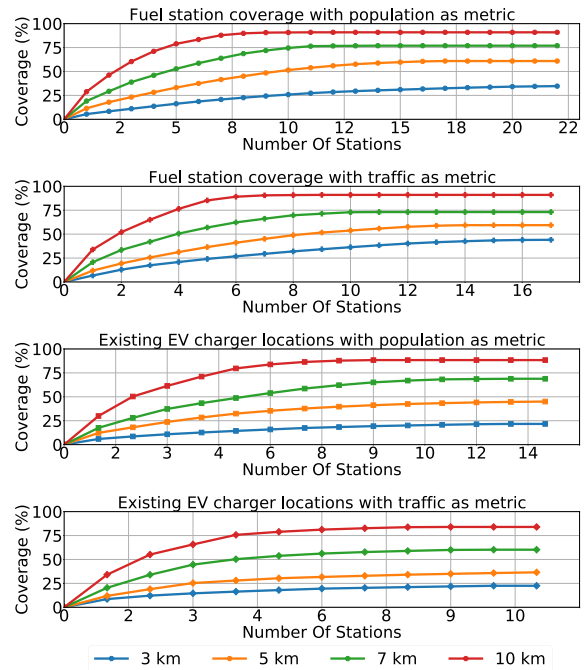 Fuel station coverage with population as metric
100
75
50
25
0
Coverage (%)
0 2 5 8 10 12 15 18 20 22
Number Of Stations
Fuel station coverage with traffic as metric
100
75
50
25
0
Coverage (%)
0 2 4 6 8 10 12 14 16
Number Of Stations
Existing EV charger locations with population as metric
100
75
50
25
0
Coverage (%)
0 2 3 4 6 8 9 10 12 14
Number Of Stations
Existing EV charger locations with traffic as metric
100
75
50
25
0
Coverage (%)
0 2 3 4 6 8 9 10
Number Of Stations
3 km 5 km 7 km 10 km